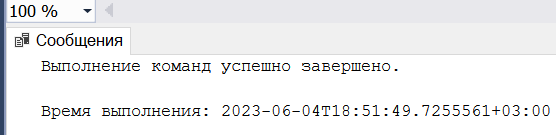 100 %
Сообщения
Выполнение команд успешно завершено.
Время выполнения: 2023-06-04T18:51:49.7255561+03:00